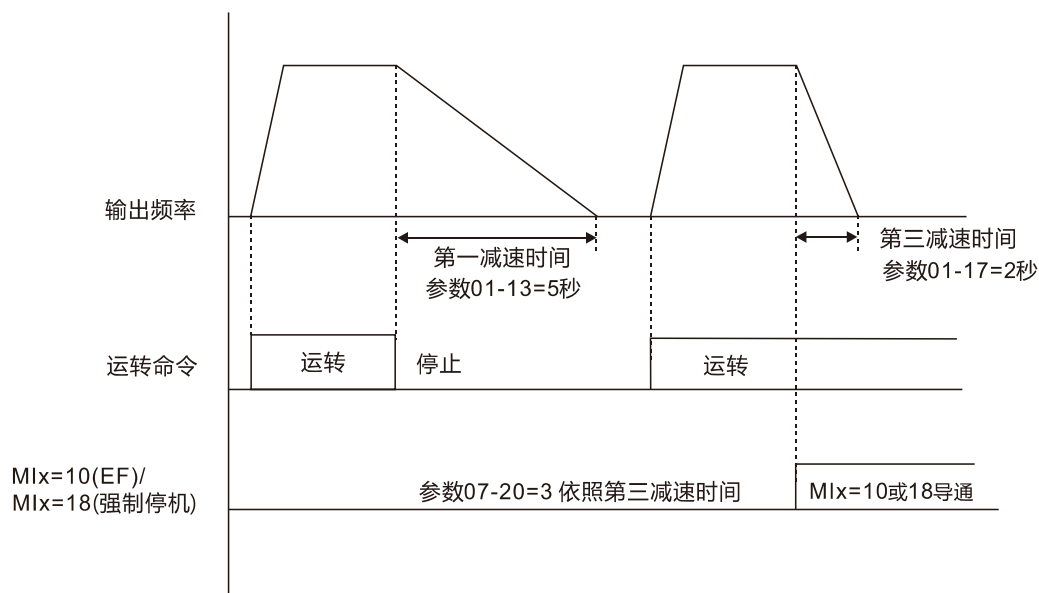 输出频率
第一减速时间
参数01-13=5秒
第三减速时间
参数01-17=2秒
运转命令
运转
停止
运转
MIx=10(EF)/
MIx=18(强制停机)
参数07-20=3 依照第三减速时间
MIx=10或18导通